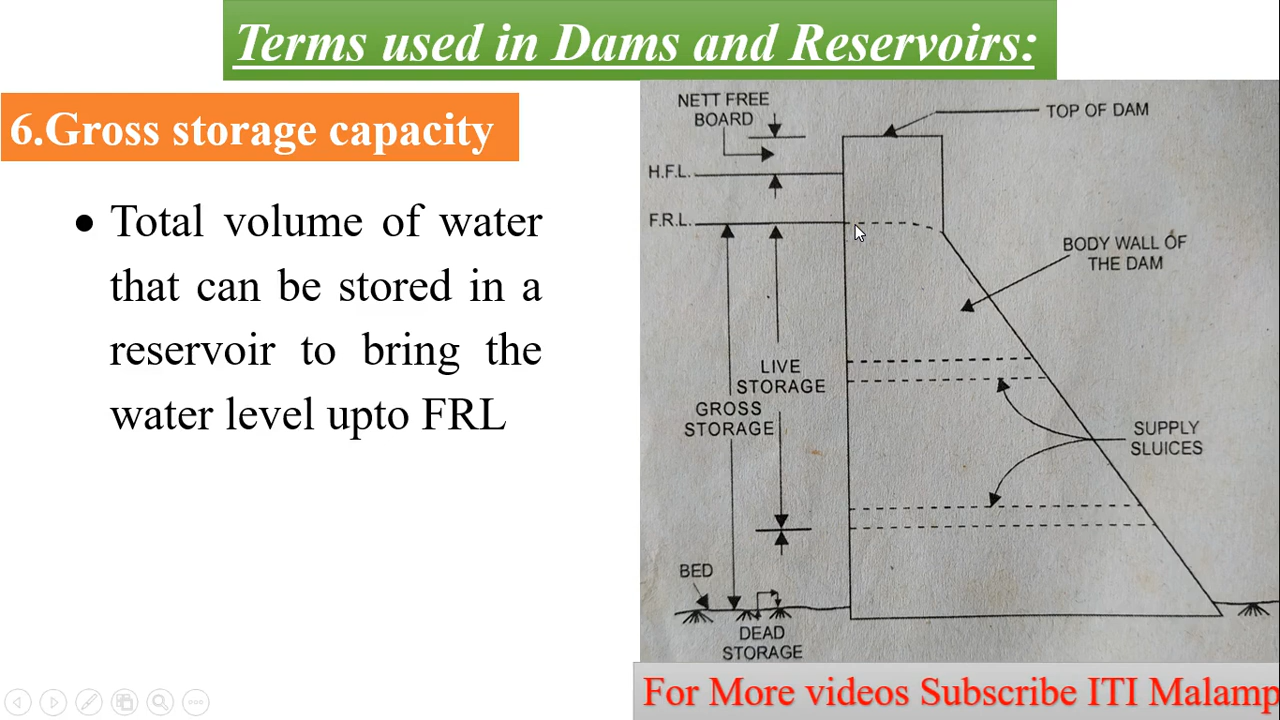 Terms used in Dams and Reservoirs:
6.Gross storage capacity
• Total volume of water
that can be stored in a
reservoir to bring the
water level upto FRL
NETT FREE
BOARD
TOP OF DAM
H.F.L.
F.R.L.
BODY WALL OF
THE DAM
LIVE
STORAGE
GROSS
STORAGE
SUPPLY
SLUICES
BED
DEAD
STORAGE
For More videos Subscribe ITI Malamp